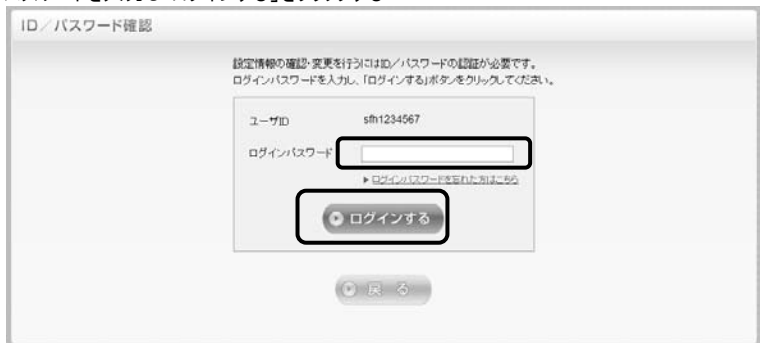 ID／パスワード確認
設定情報の確認・変更を行うにはID／パスワードの認証が必要です。
ログインパスワードを入力し、「ログインする」ボタンをクリックしてください。
ユーザID sfh1234567
ログインパスワード
▶ ログインパスワードを忘れた方はこちら
ログインする
戻る